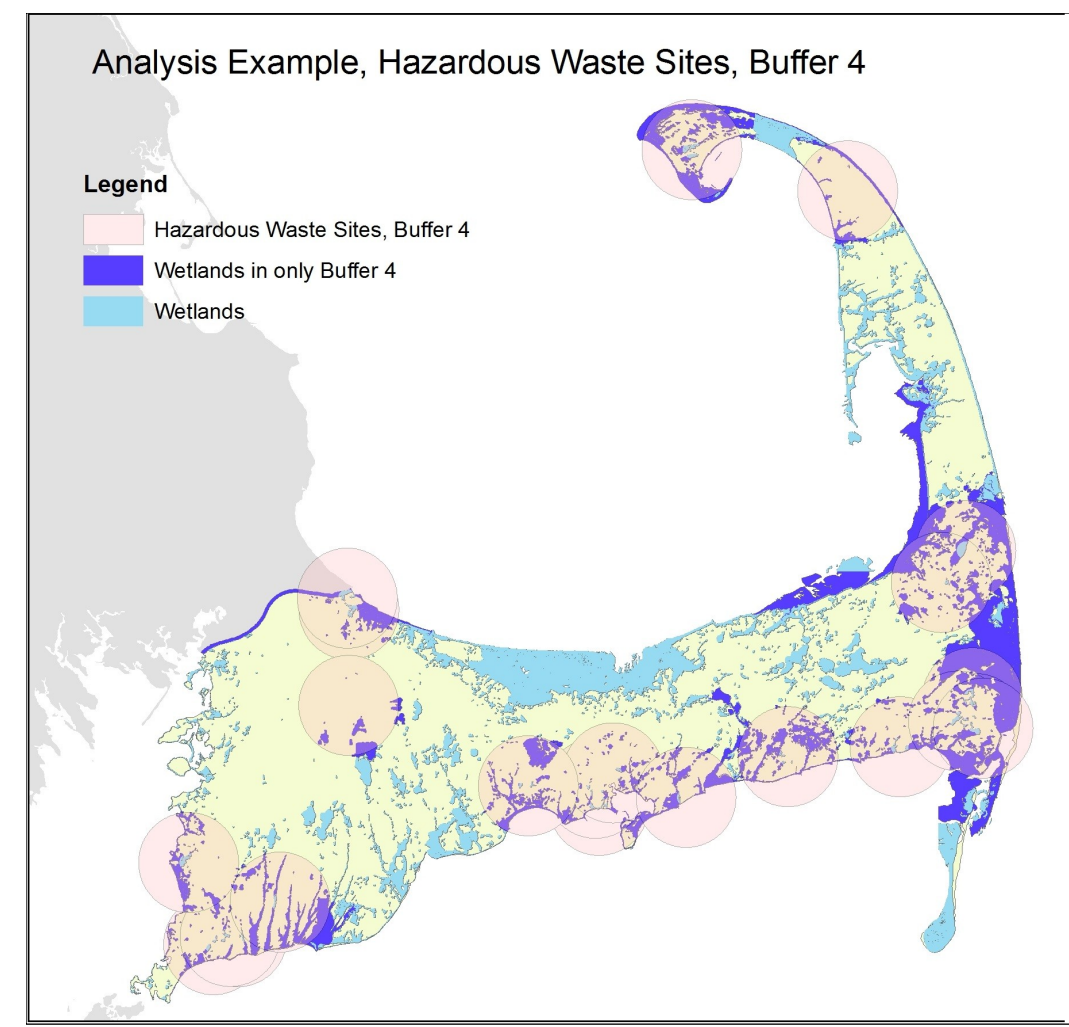 Analysis Example, Hazardous Waste Sites, Buffer 4
Legend
Hazardous Waste Sites, Buffer 4
Wetlands in only Buffer 4
Wetlands